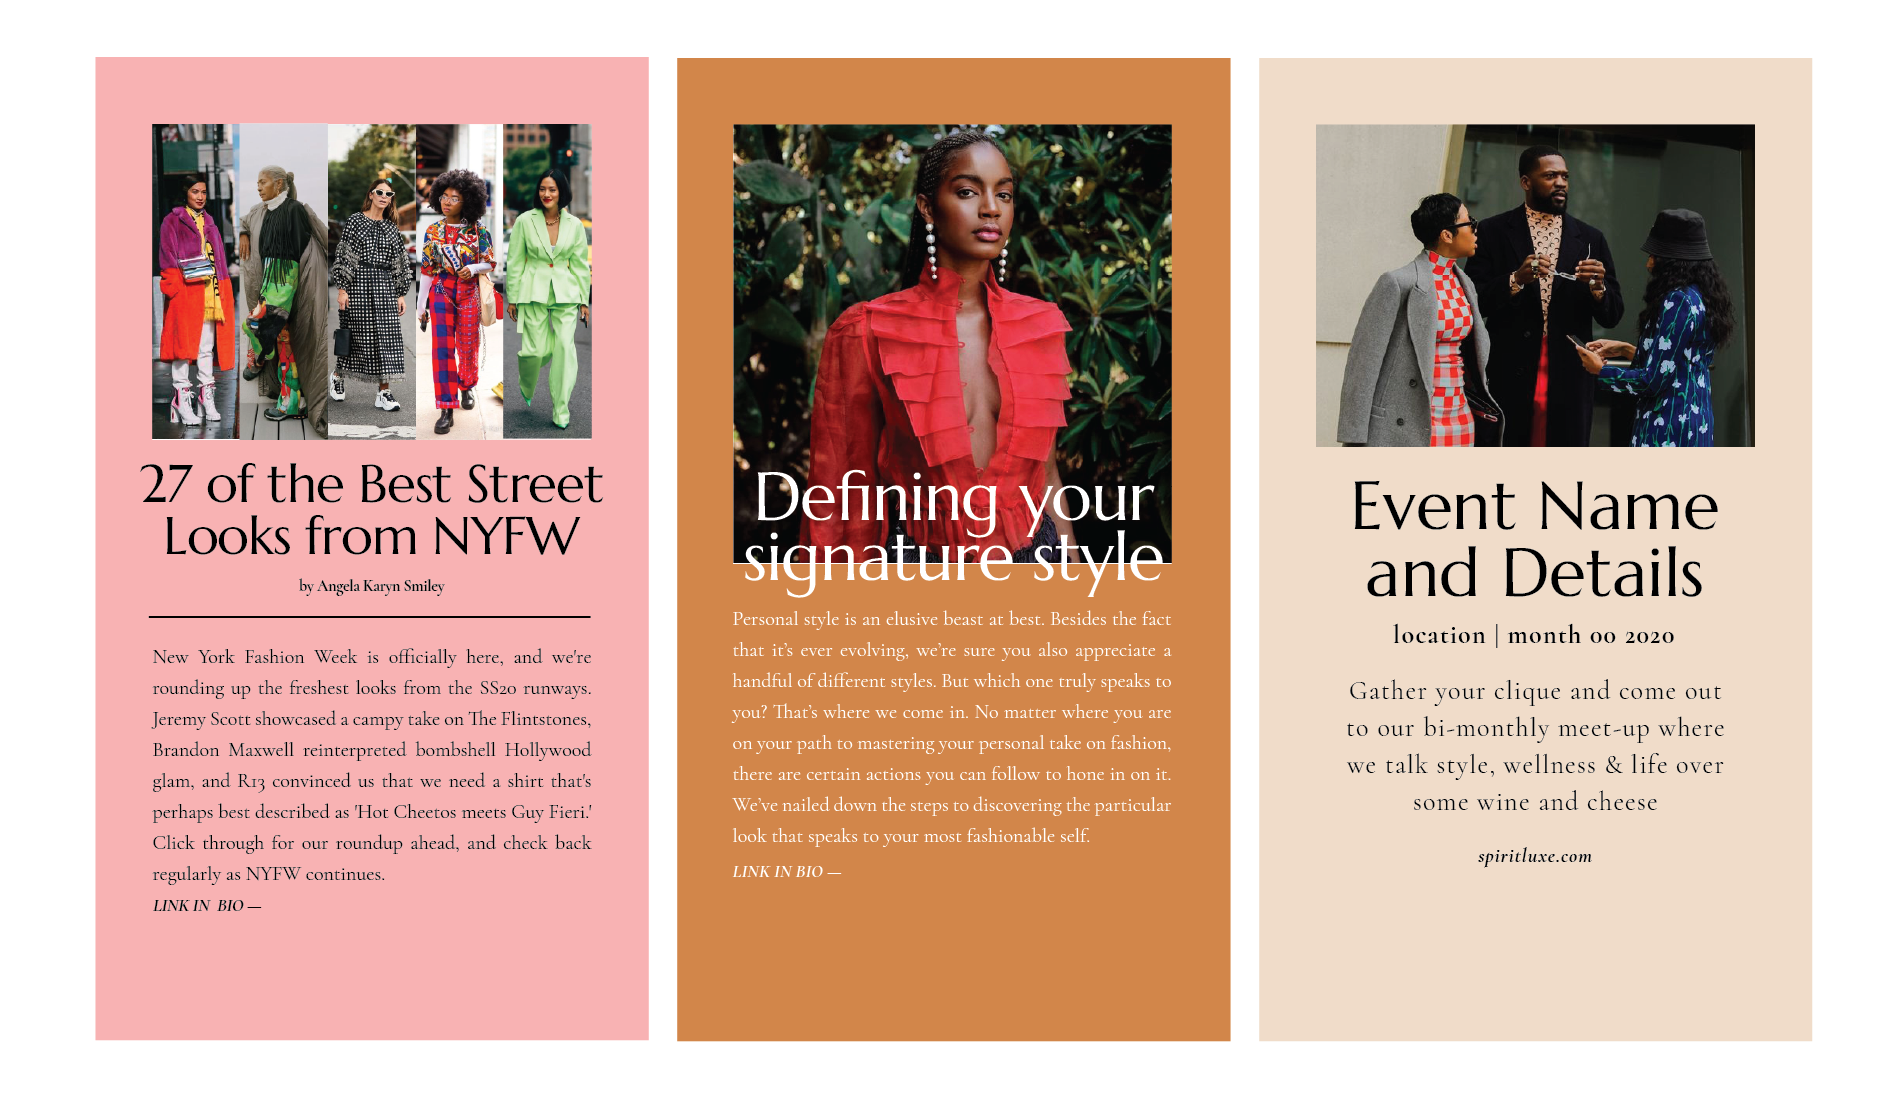 27 of the Best Street
Looks from NYFW
by Angela Karyn Smiley
New York Fashion Week is officially here, and we're
rounding up the freshest looks from the SS20 runways.
Jeremy Scott showcased a campy take on The Flintstones,
Brandon Maxwell reinterpreted bombshell Hollywood
glam, and R13 convinced us that we need a shirt that's
perhaps best described as 'Hot Cheetos meets Guy Fieri.'
Click through for our roundup ahead, and check back
regularly as NYFW continues.
LINK IN BIO —
Defining your
signature style
Personal style is an elusive beast at best. Besides the fact
that it’s ever evolving, we’re sure you also appreciate a
handful of different styles. But which one truly speaks to
you? That’s where we come in. No matter where you are
on your path to mastering your personal take on fashion,
there are certain actions you can follow to hone in on it.
We’ve nailed down the steps to discovering the particular
look that speaks to your most fashionable self.
LINK IN BIO —
Event Name
and Details
location | month 00 2020
Gather your clique and come out
to our bi-monthly meet-up where
we talk style, wellness & life over
some wine and cheese
spiritluxe.com